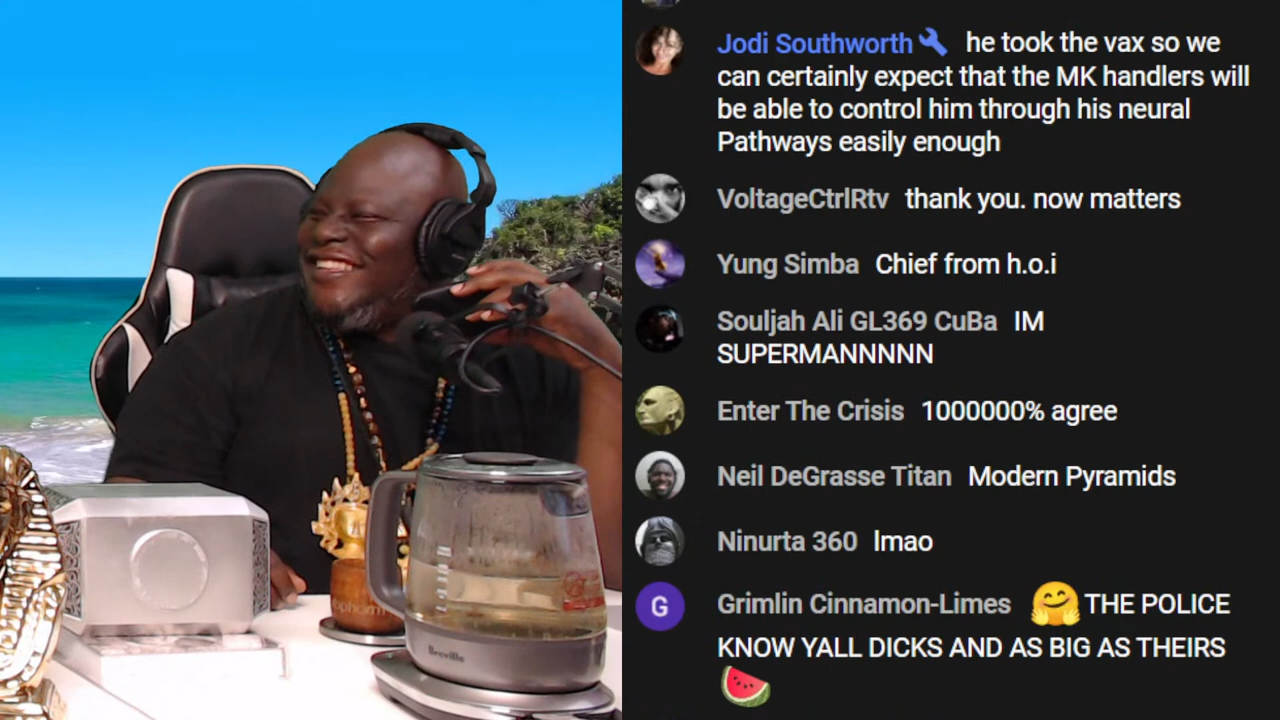 Jodi Southworth he took the vax so we
can certainly expect that the MK handlers will
be able to control him through his neural
Pathways easily enough
VoltageCtrlRtv thank you. now matters
Yung Simba Chief from h.o.i
Souljah Ali GL369 CuBa IM
SUPERMANNNNN
Enter The Crisis 1000000% agree
Neil DeGrasse Titan Modern Pyramids
Ninurta 360 lmao
G Grimlin Cinnamon-Limes 🤗 THE POLICE
KNOW YALL DICKS AND AS BIG AS THEIRS
🍉
Breville